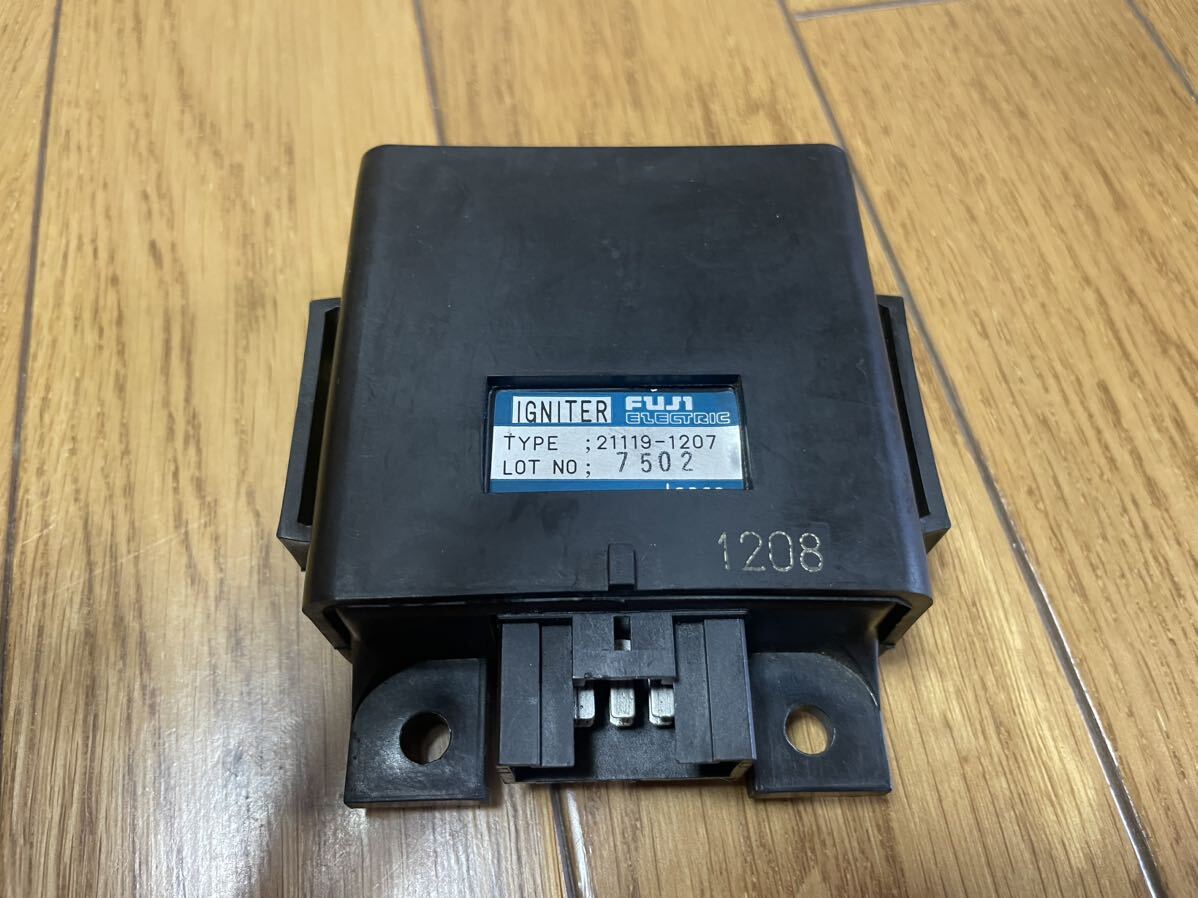 IGNITER FUJI
ELECTRIC
TYPE ; 21119-1207
LOT NO ; 7502
1208